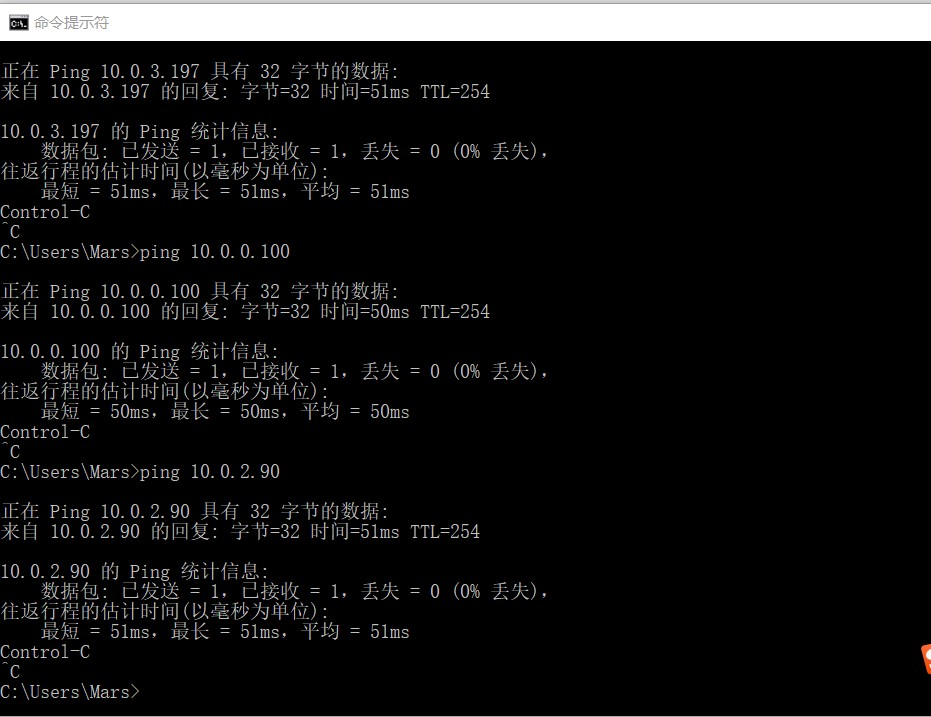 命令提示符
正在 Ping 10.0.3.197 具有 32 字节的数据:
来自 10.0.3.197 的回复: 字节=32 时间=51ms TTL=254
10.0.3.197 的 Ping 统计信息:
    数据包: 已发送 = 1，已接收 = 1，丢失 = 0 (0% 丢失)，
往返行程的估计时间(以毫秒为单位):
    最短 = 51ms，最长 = 51ms，平均 = 51ms
Control-C
^C
C:\Users\Mars>ping 10.0.0.100
正在 Ping 10.0.0.100 具有 32 字节的数据:
来自 10.0.0.100 的回复: 字节=32 时间=50ms TTL=254
10.0.0.100 的 Ping 统计信息:
    数据包: 已发送 = 1，已接收 = 1，丢失 = 0 (0% 丢失)，
往返行程的估计时间(以毫秒为单位):
    最短 = 50ms，最长 = 50ms，平均 = 50ms
Control-C
^C
C:\Users\Mars>ping 10.0.2.90
正在 Ping 10.0.2.90 具有 32 字节的数据:
来自 10.0.2.90 的回复: 字节=32 时间=51ms TTL=254
10.0.2.90 的 Ping 统计信息:
    数据包: 已发送 = 1，已接收 = 1，丢失 = 0 (0% 丢失)，
往返行程的估计时间(以毫秒为单位):
    最短 = 51ms，最长 = 51ms，平均 = 51ms
Control-C
^C
C:\Users\Mars>